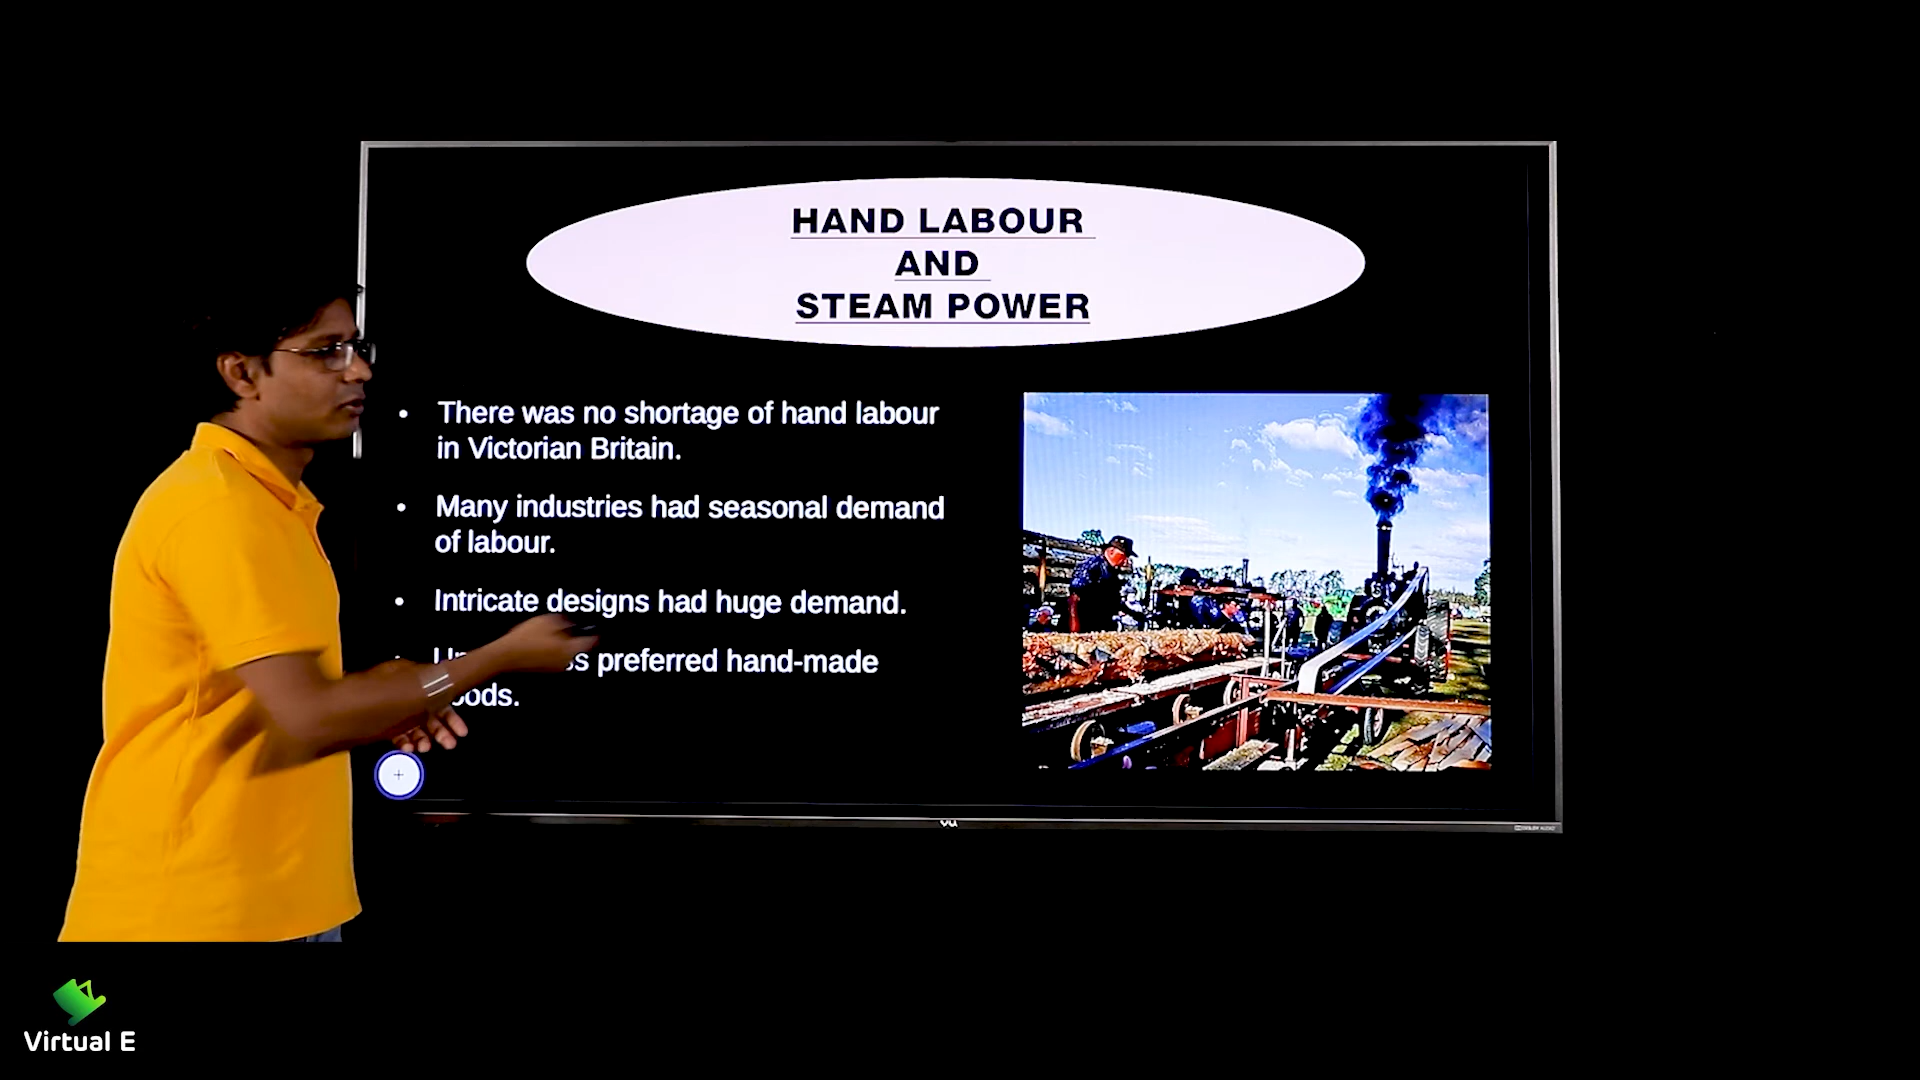 HAND LABOUR
AND
STEAM POWER
• There was no shortage of hand labour
in Victorian Britain.
• Many industries had seasonal demand
of labour.
• Intricate designs had huge demand.
preferred hand-made
Vu
Virtual E